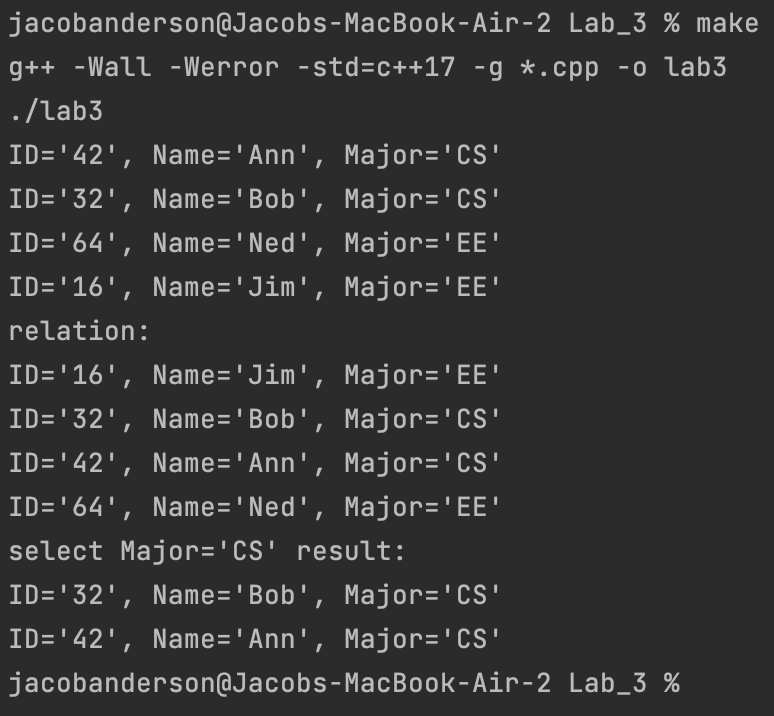 jacobanderson@Jacobs-MacBook-Air-2 Lab_3 % make
g++ -Wall -Werror -std=c++17 -g *.cpp -o lab3
./lab3
ID='42', Name='Ann', Major='CS'
ID='32', Name='Bob', Major='CS'
ID='64', Name='Ned', Major='EE'
ID='16', Name='Jim', Major='EE'
relation:
ID='16', Name='Jim', Major='EE'
ID='32', Name='Bob', Major='CS'
ID='42', Name='Ann', Major='CS'
ID='64', Name='Ned', Major='EE'
select Major='CS' result:
ID='32', Name='Bob', Major='CS'
ID='42', Name='Ann', Major='CS'
jacobanderson@Jacobs-MacBook-Air-2 Lab_3 %